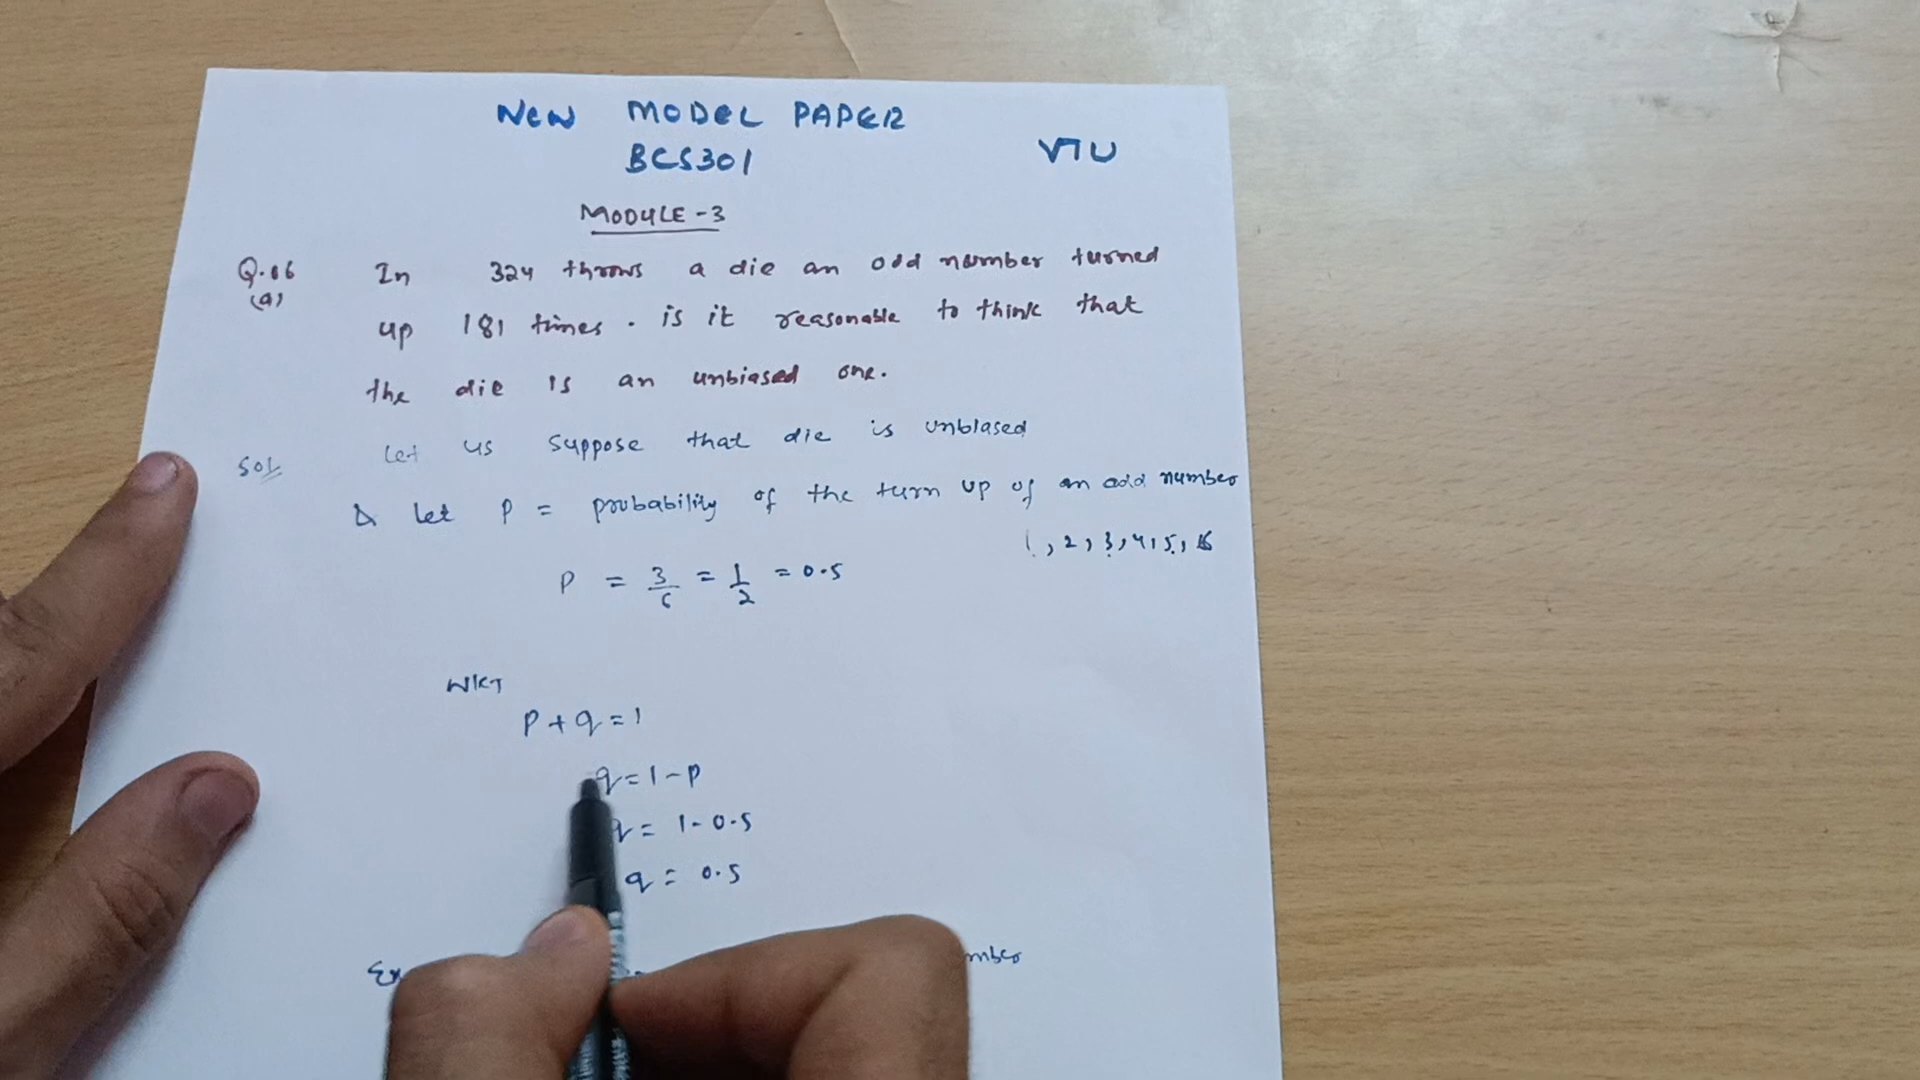 NEW MODEL PAPER
BCS301 VTU
MODULE-3
Q.06 In 324 throws a die an odd number turned
(a)
up 181 times. is it reasonable to think that
the die is an unbiased one.
Sol Let us suppose that die is unbiased
& Let P = probability of the turn up of an odd number
1, 2, 3, 4, 5, 6
P = 3/6 = 1/2 = 0.5
WKT
P + q = 1
q = 1 - P
q = 1 - 0.5
q = 0.5